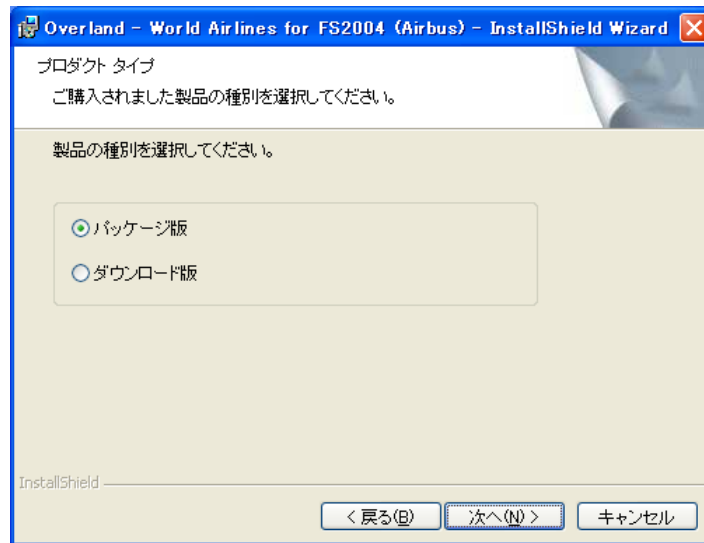 Overland - World Airlines for FS2004 (Airbus) - InstallShield Wizard
プロダクト タイプ
ご購入されました製品の種別を選択してください。
製品の種別を選択してください。
パッケージ版
ダウンロード版
InstallShield
< 戻る(B)
次へ(N) >
キャンセル